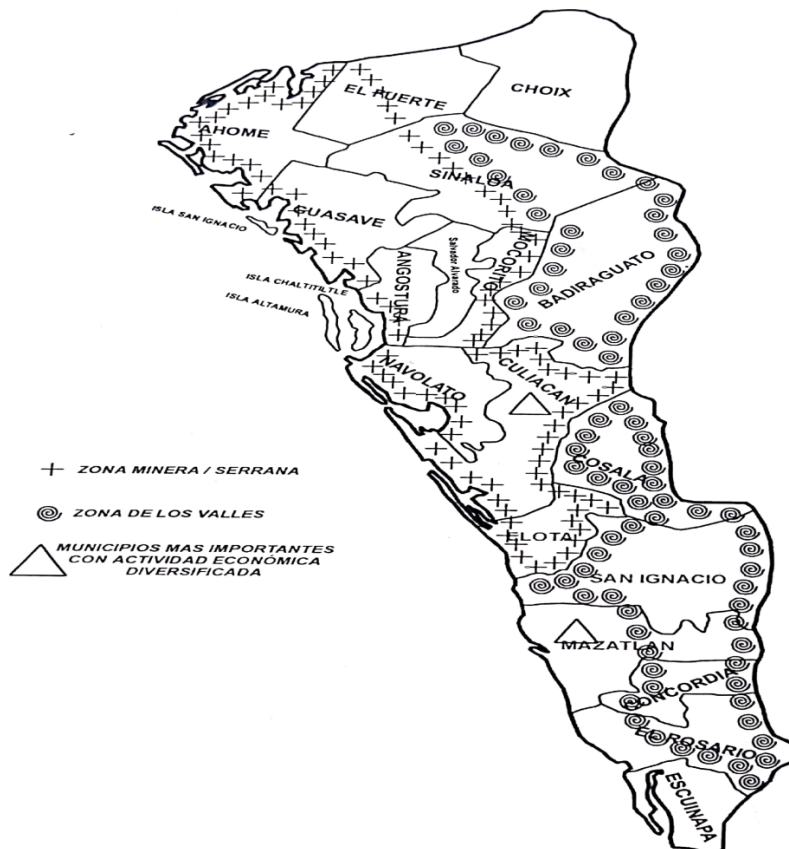 CHOIX
EL FUERTE
AHOME
SINALOA
GUASAVE
ISLA SAN IGNACIO
MOCORITO
Salvador Alvarado
BADIRAGUATO
ANGOSTURA
ISLA CHALTITILTLE
ISLA ALTAMURA
CULIACAN
NAVOLATO
COSALA
ZONA MINERA / SERRANA
ZONA DE LOS VALLES
ELOTA
MUNICIPIOS MAS IMPORTANTES
CON ACTIVIDAD ECONÓMICA
DIVERSIFICADA
SAN IGNACIO
MAZATLAN
CONCORDIA
EL ROSARIO
ESCUINAPA